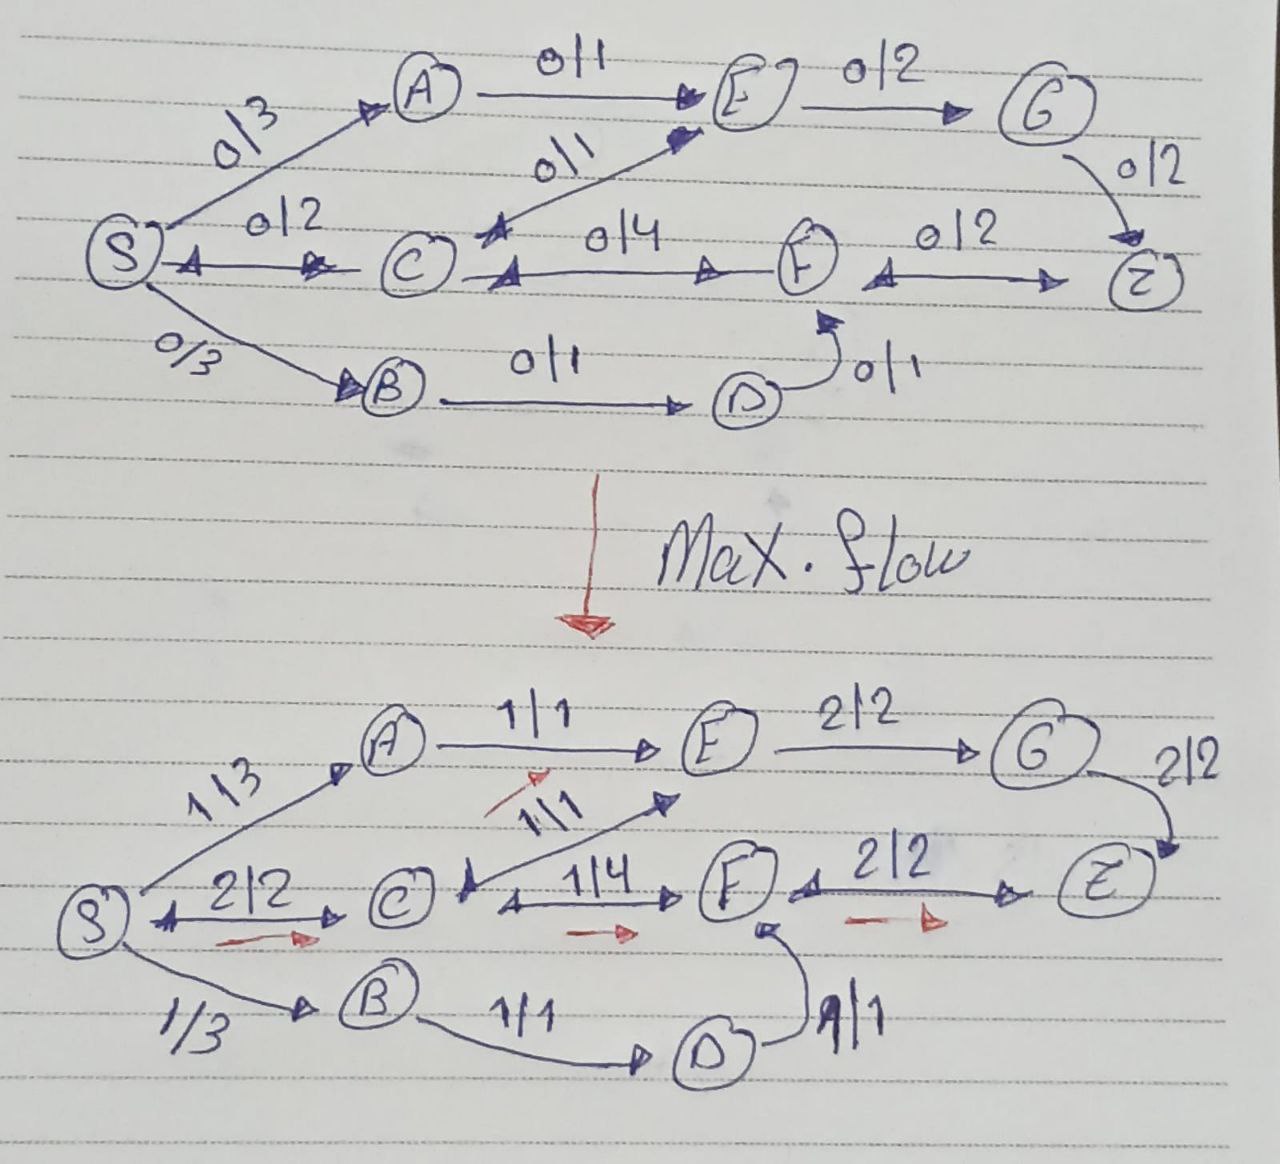 A 0/1 E 0/2 G
0/3 0/1 0/2
S 0/2 C 0/4 F 0/2 Z
0/3 B 0/1 D 0/1
Max. flow
A 1/1 E 2/2 G 2/2
1/3 1/1
S 2/2 C 1/4 F 2/2 Z
1/3 B 1/1 D 1/1